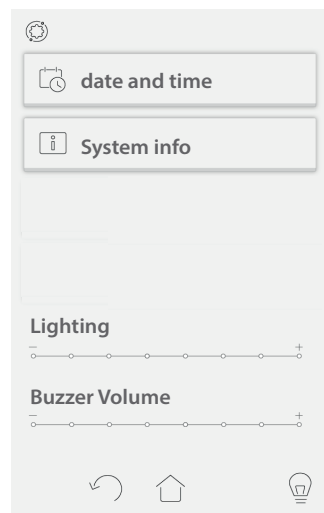 date and time
System info
Lighting
− +
Buzzer Volume
− +